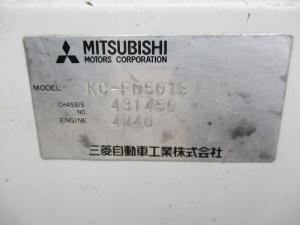 MITSUBISHI
MOTORS CORPORATION
MODEL KC-FD501B
CHASSIS NO. 431450
ENGINE 4M40
三菱自動車工業株式会社